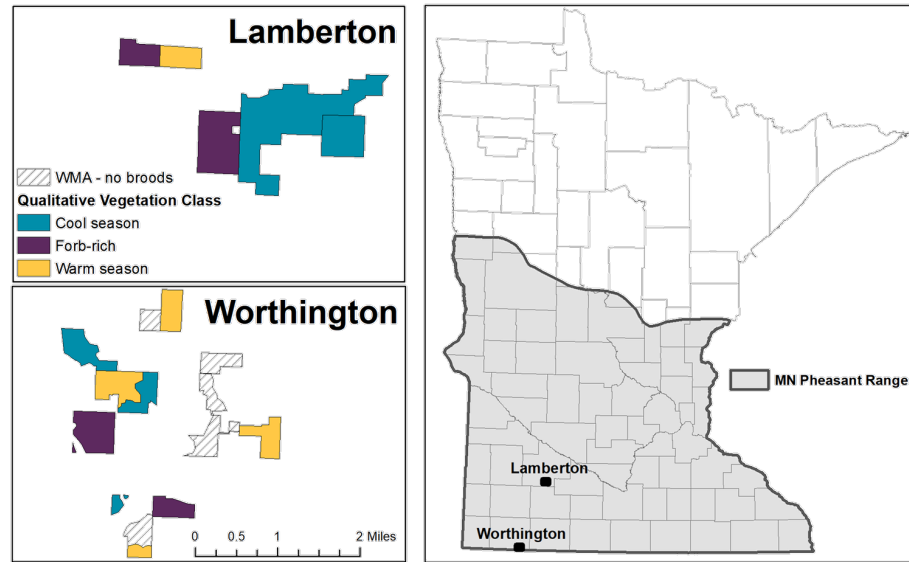 Lamberton
WMA - no broods
Qualitative Vegetation Class
Cool season
Forb-rich
Warm season
Worthington
0 0.5 1 2 Miles
MN Pheasant Range
Lamberton
Worthington